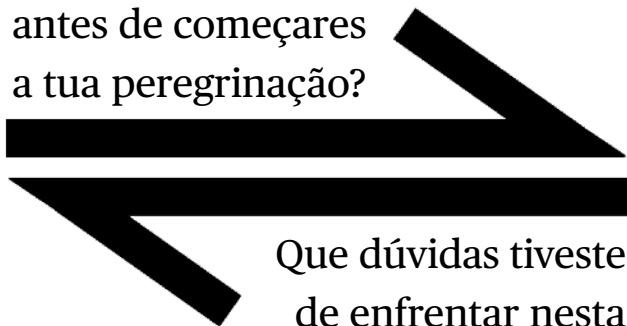 antes de começares
a tua peregrinação?
Que dúvidas tiveste
de enfrentar nesta